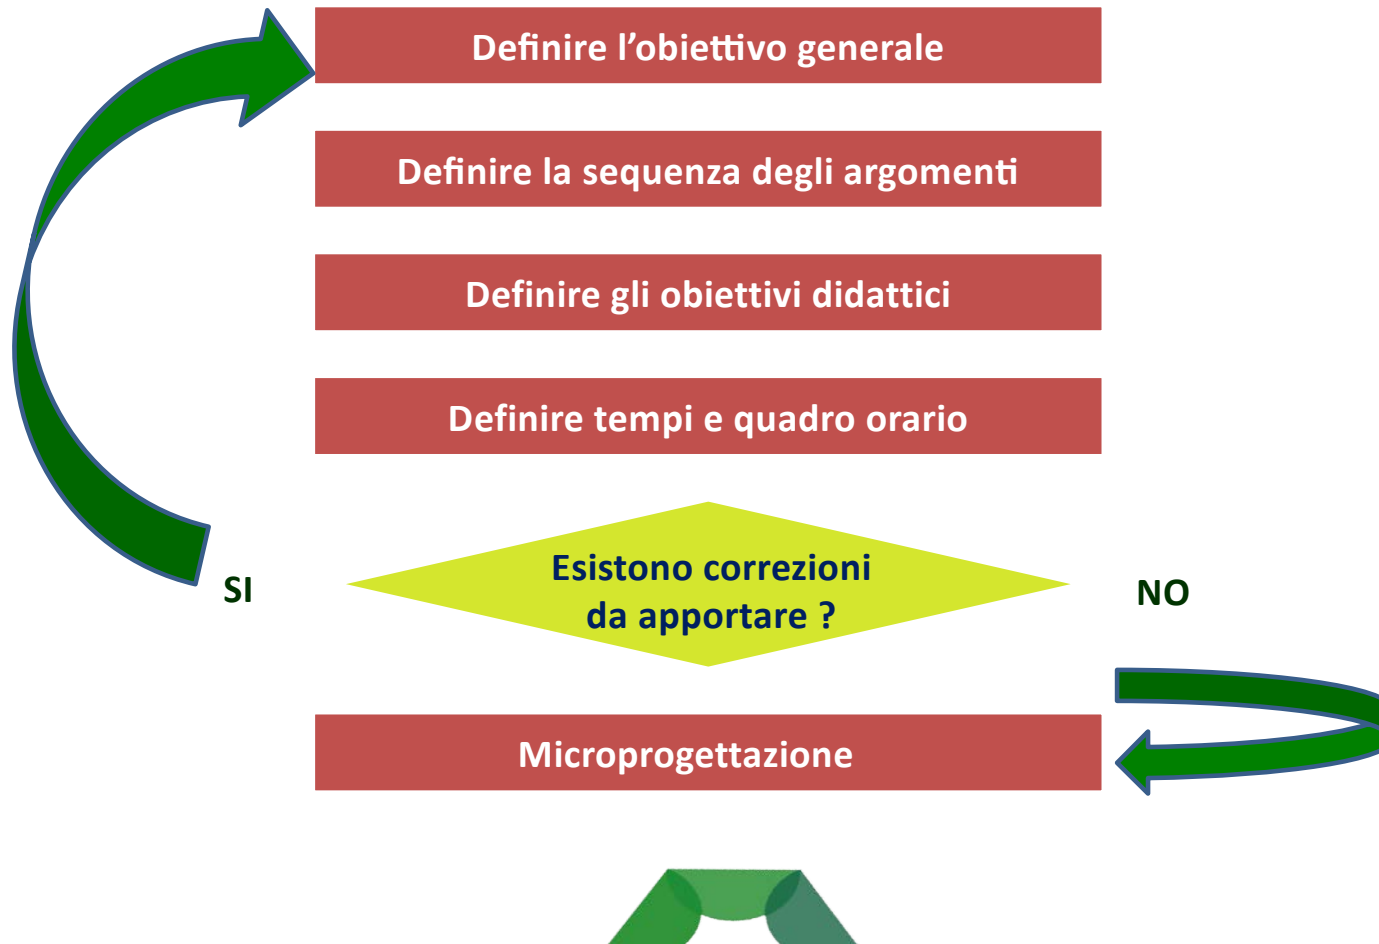 Definire l’obiettivo generale
Definire la sequenza degli argomenti
Definire gli obiettivi didattici
Definire tempi e quadro orario
Esistono correzioni
da apportare ?
SI
NO
Microprogettazione